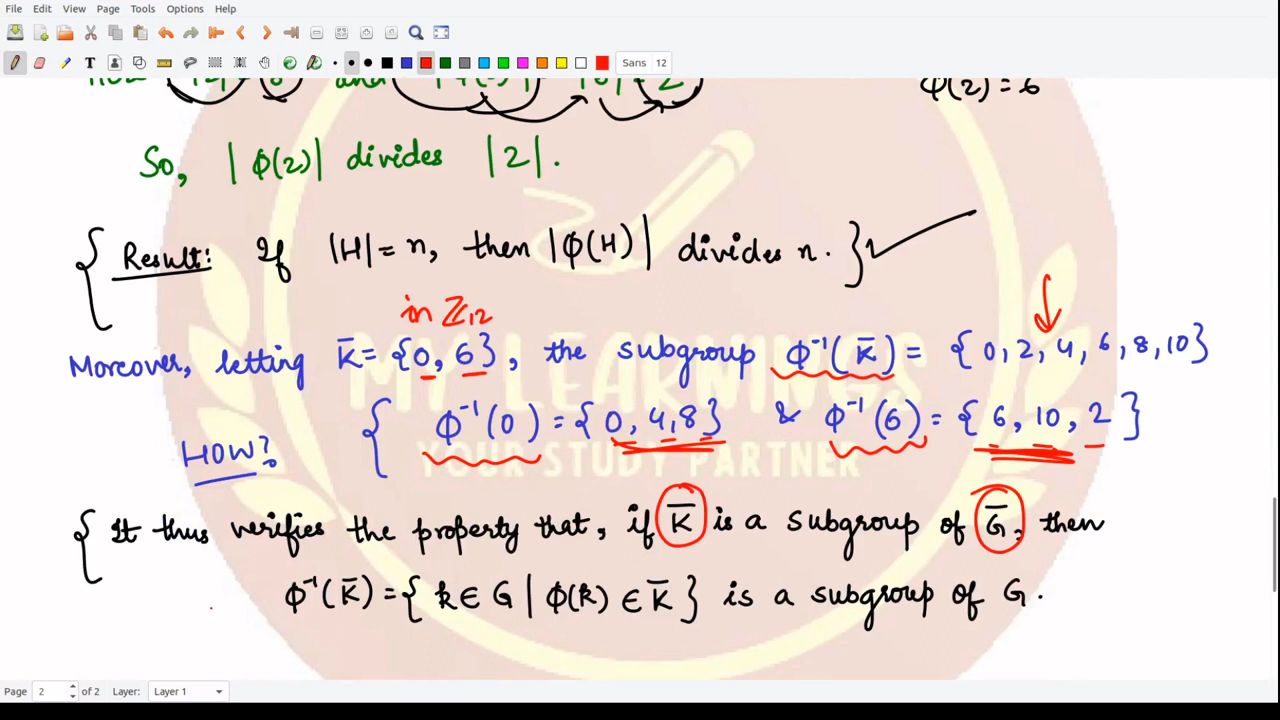 File Edit View Page Tools Options Help
Sans 12
and
φ(2) = 6
So, |φ(2)| divides |2|.
Result: If |H| = n, then |φ(H)| divides n.
in ℤ₁₂
Moreover, letting K̅ = {0, 6}, the subgroup φ⁻¹(K̅) = {0, 2, 4, 6, 8, 10}
HOW? φ⁻¹(0) = {0, 4, 8} & φ⁻¹(6) = {6, 10, 2}
It thus verifies the property that, if K̅ is a subgroup of G̅, then
φ⁻¹(K̅) = {k ∈ G | φ(k) ∈ K̅} is a subgroup of G.
MY LEARNINGS
YOUR STUDY PARTNER
Page 2 of 2 Layer: Layer 1